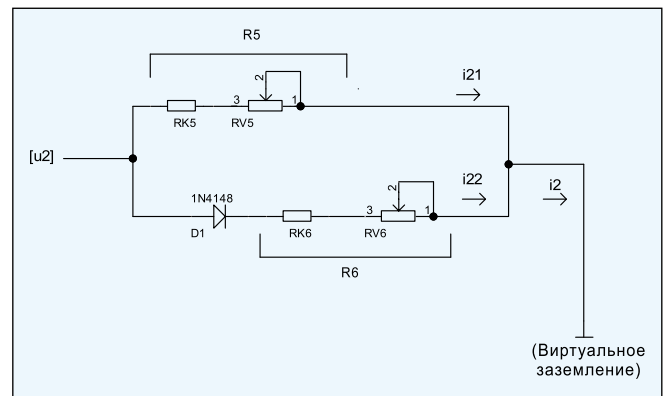 R5
i21
2
3
1
RK5
RV5
[u2]
1N4148
i22
i2
2
3
1
D1
RK6
RV6
R6
(Виртуальное
заземление)